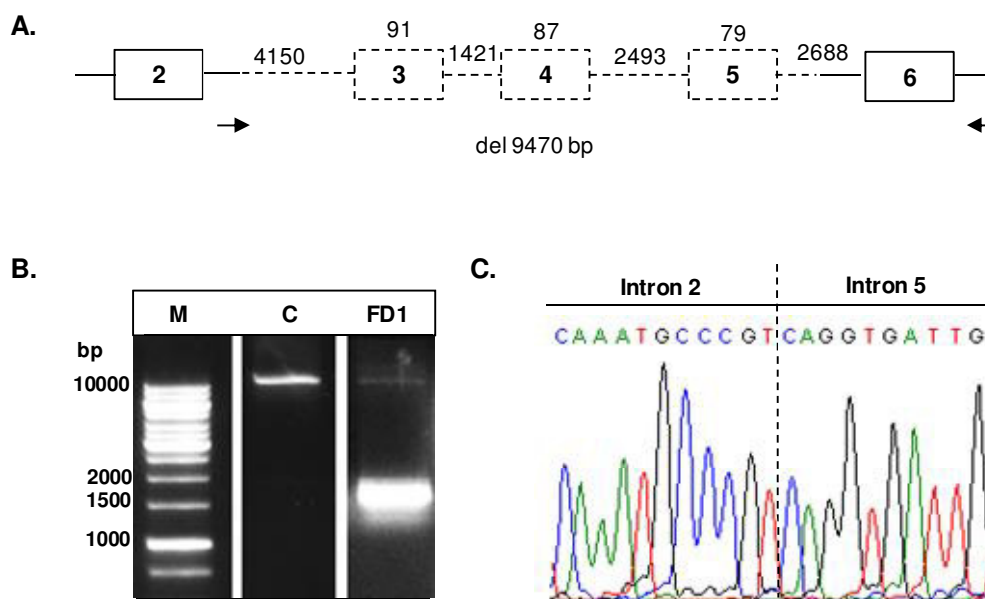 A.
91 87 79
4150 1421 2493 2688
2 3 4 5 6
del 9470 bp
B.
M C FD1
bp
10000
2000
1500
1000
C.
Intron 2 Intron 5
CAAATGCCCGTCAGGTGATTG